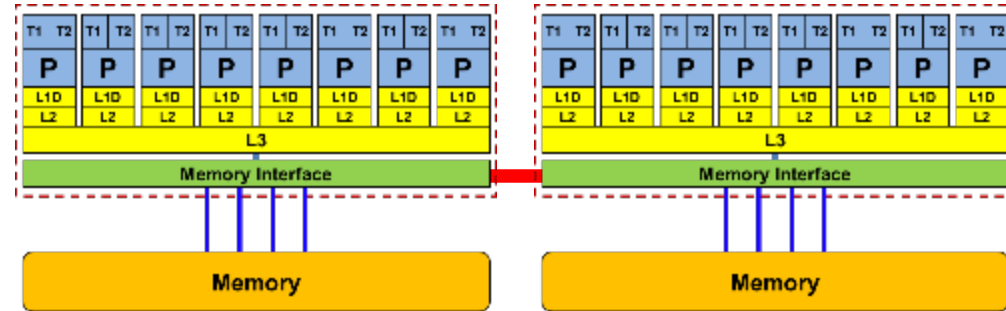 T1 T2 T1 T2 T1 T2 T1 T2 T1 T2 T1 T2 T1 T2 T1 T2 T1 T2 T1 T2 T1 T2 T1 T2 T1 T2 T1 T2 T1 T2 T1 T2
P P P P P P P P P P P P P P P P
L1D L1D L1D L1D L1D L1D L1D L1D L1D L1D L1D L1D L1D L1D L1D L1D
L2 L2 L2 L2 L2 L2 L2 L2 L2 L2 L2 L2 L2 L2 L2 L2
L3 L3
Memory Interface Memory Interface
Memory Memory